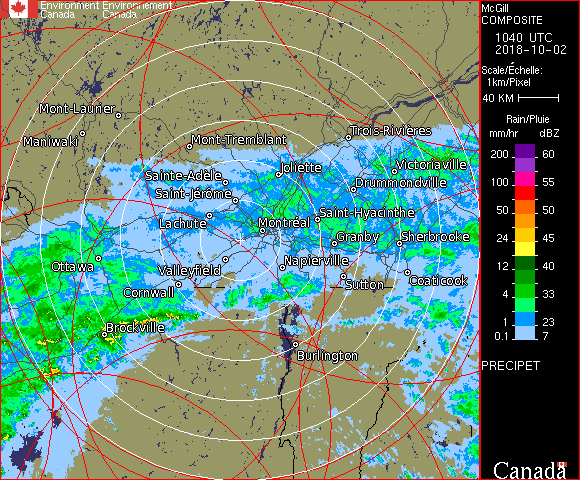 Environment Environnement
Canada Canada
McGill
COMPOSITE
1040 UTC
2018-10-02
Scale/Échelle:
1km/Pixel
40 KM
Rain/Pluie
mm/hr dBZ
200 60
100 55
50 50
24 45
12 40
4 33
1 23
0.1 7
PRECIPET
Canada
Mont-Laurier
Maniwaki
Mont-Tremblant
Trois-Rivières
Victoriaville
Joliette
Sainte-Adèle
Drummondville
Saint-Jérôme
Saint-Hyacinthe
Lachute
Montréal
Granby
Sherbrooke
Ottawa
Valleyfield
Napierville
Cornwall
Sutton
Coaticook
Brockville
Burlington